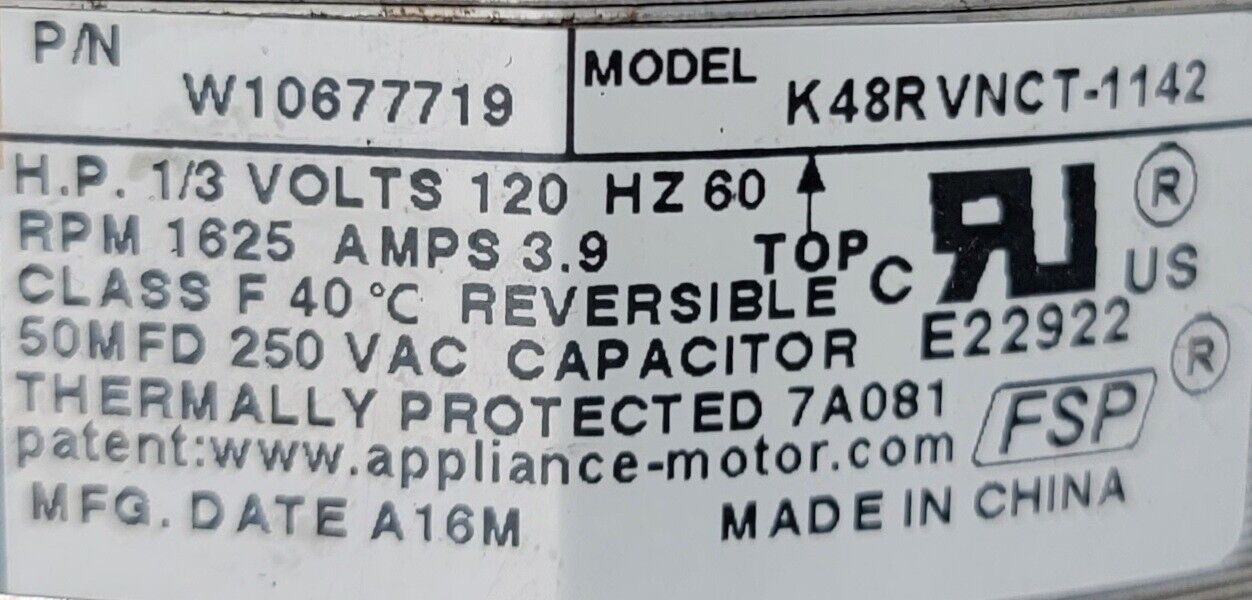 P/N W10677719 MODEL K48RVNCT-1142
H.P. 1/3 VOLTS 120 HZ 60
RPM 1625 AMPS 3.9 TOP
CLASS F 40 °C REVERSIBLE C RU US ®
50MFD 250 VAC CAPACITOR E22922
THERMALLY PROTECTED 7A081 FSP ®
patent:www.appliance-motor.com
MFG. DATE A16M MADE IN CHINA